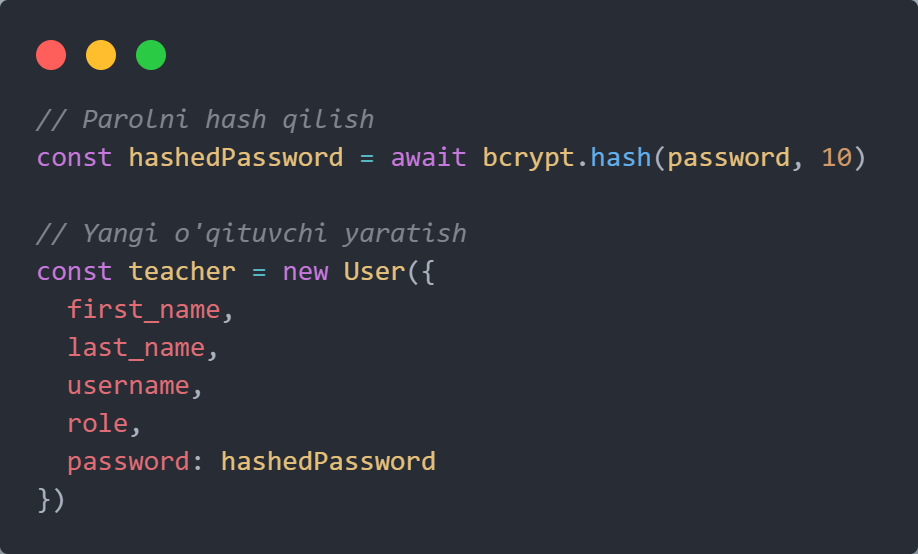 // Parolni hash qilish
const hashedPassword = await bcrypt.hash(password, 10)
// Yangi o'qituvchi yaratish
const teacher = new User({
  first_name,
  last_name,
  username,
  role,
  password: hashedPassword
})